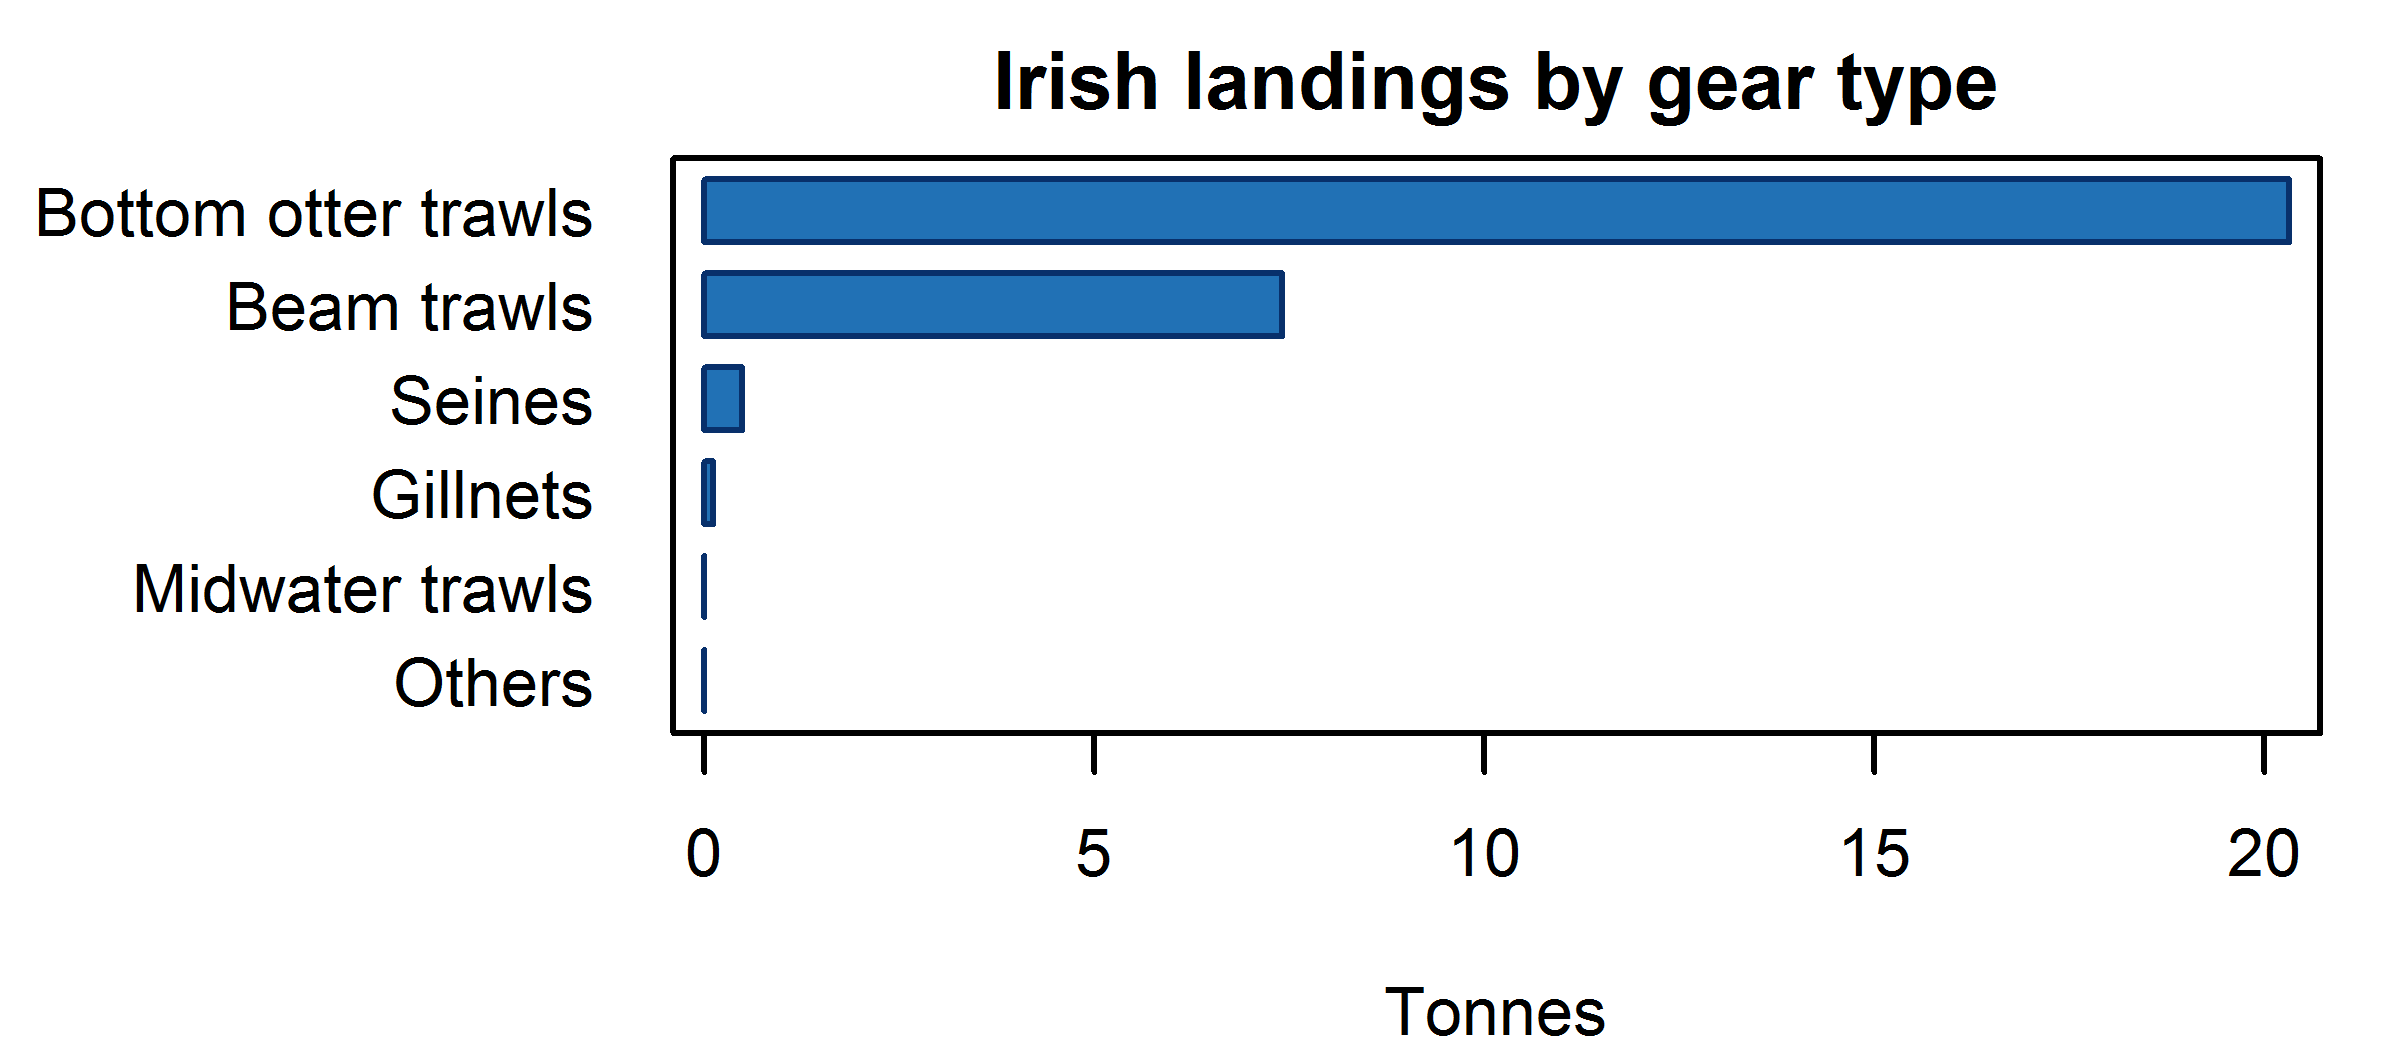 Irish landings by gear type
Bottom otter trawls
Beam trawls
Seines
Gillnets
Midwater trawls
Others
0 5 10 15 20
Tonnes